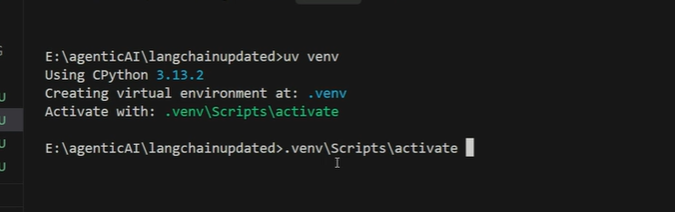 E:\agenticAI\langchainupdated>uv venv
Using CPython 3.13.2
Creating virtual environment at: .venv
Activate with: .venv\Scripts\activate
E:\agenticAI\langchainupdated>.venv\Scripts\activate
U
U
U
U